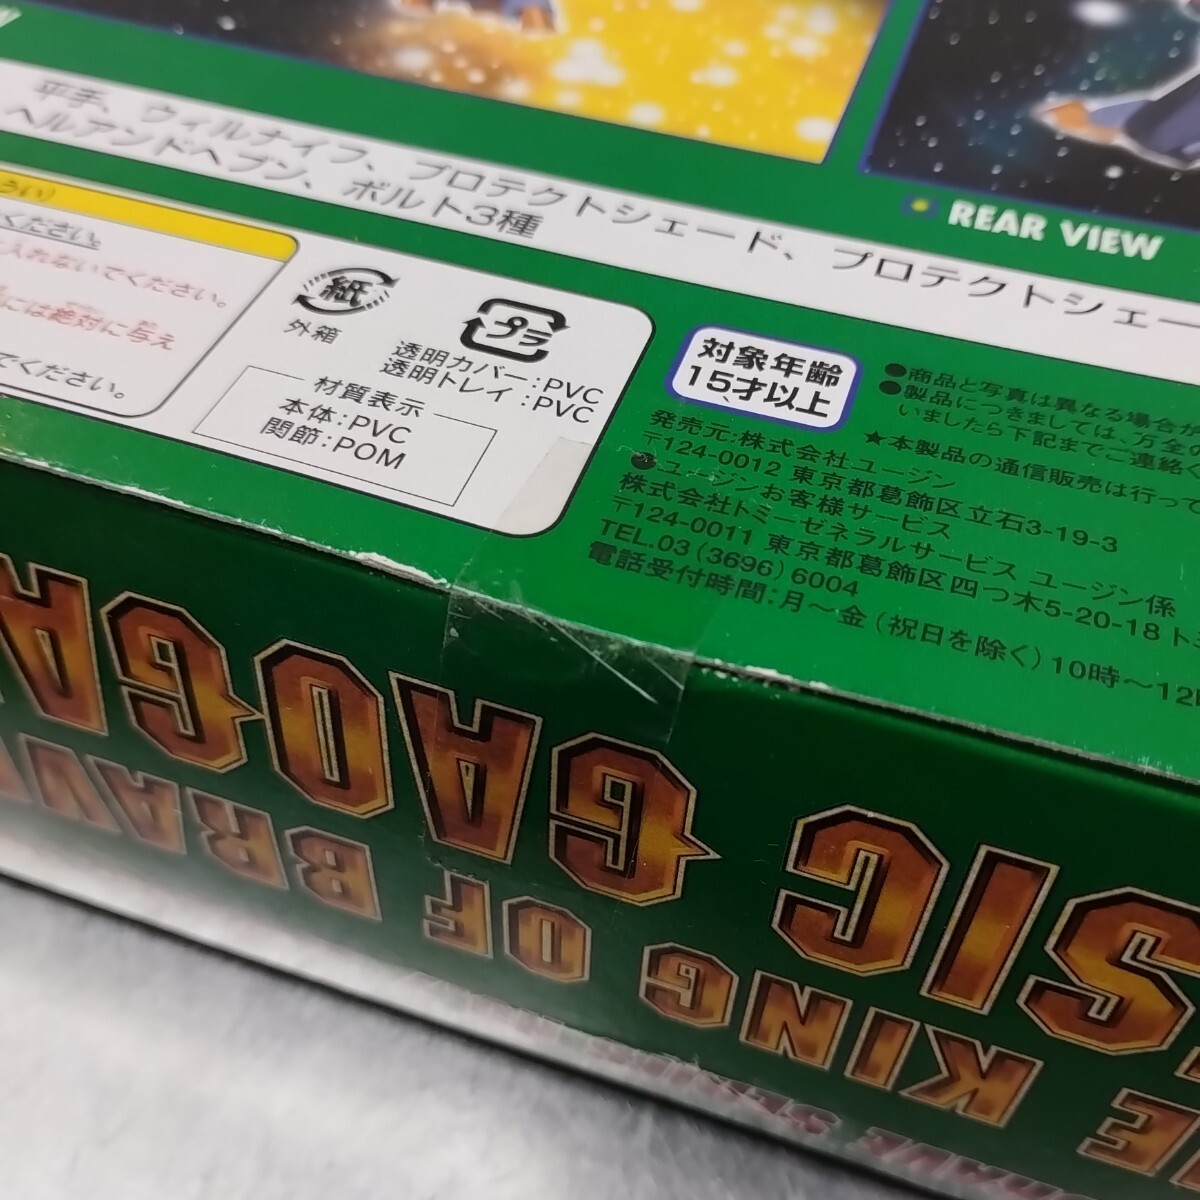 平手、ウィルナイフ、プロテクトシェード、プロテクトシェー
ヘルアンドヘブン、ボルト3種
REAR VIEW
ください。
入れないでください。
には絶対に与え
でください。
紙
外箱
プラ
透明カバー:PVC
透明トレイ:PVC
材質表示
本体:PVC
関節:POM
対象年齢
15才以上
●商品と写真は異なる場合が
●製品につきましては、万全の
いましたら下記までご連絡く
★本製品の通信販売は行って
発売元:株式会社ユージン
〒124-0012 東京都葛飾区立石3-19-3
●ユージンお客様サービス
株式会社トミーゼネラルサービス ユージン係
〒124-0011 東京都葛飾区四つ木5-20-18 ト
TEL.03(3696)6004
電話受付時間:月〜金(祝日を除く)10時〜12時
SIC
GAOGA
KING OF BRAV